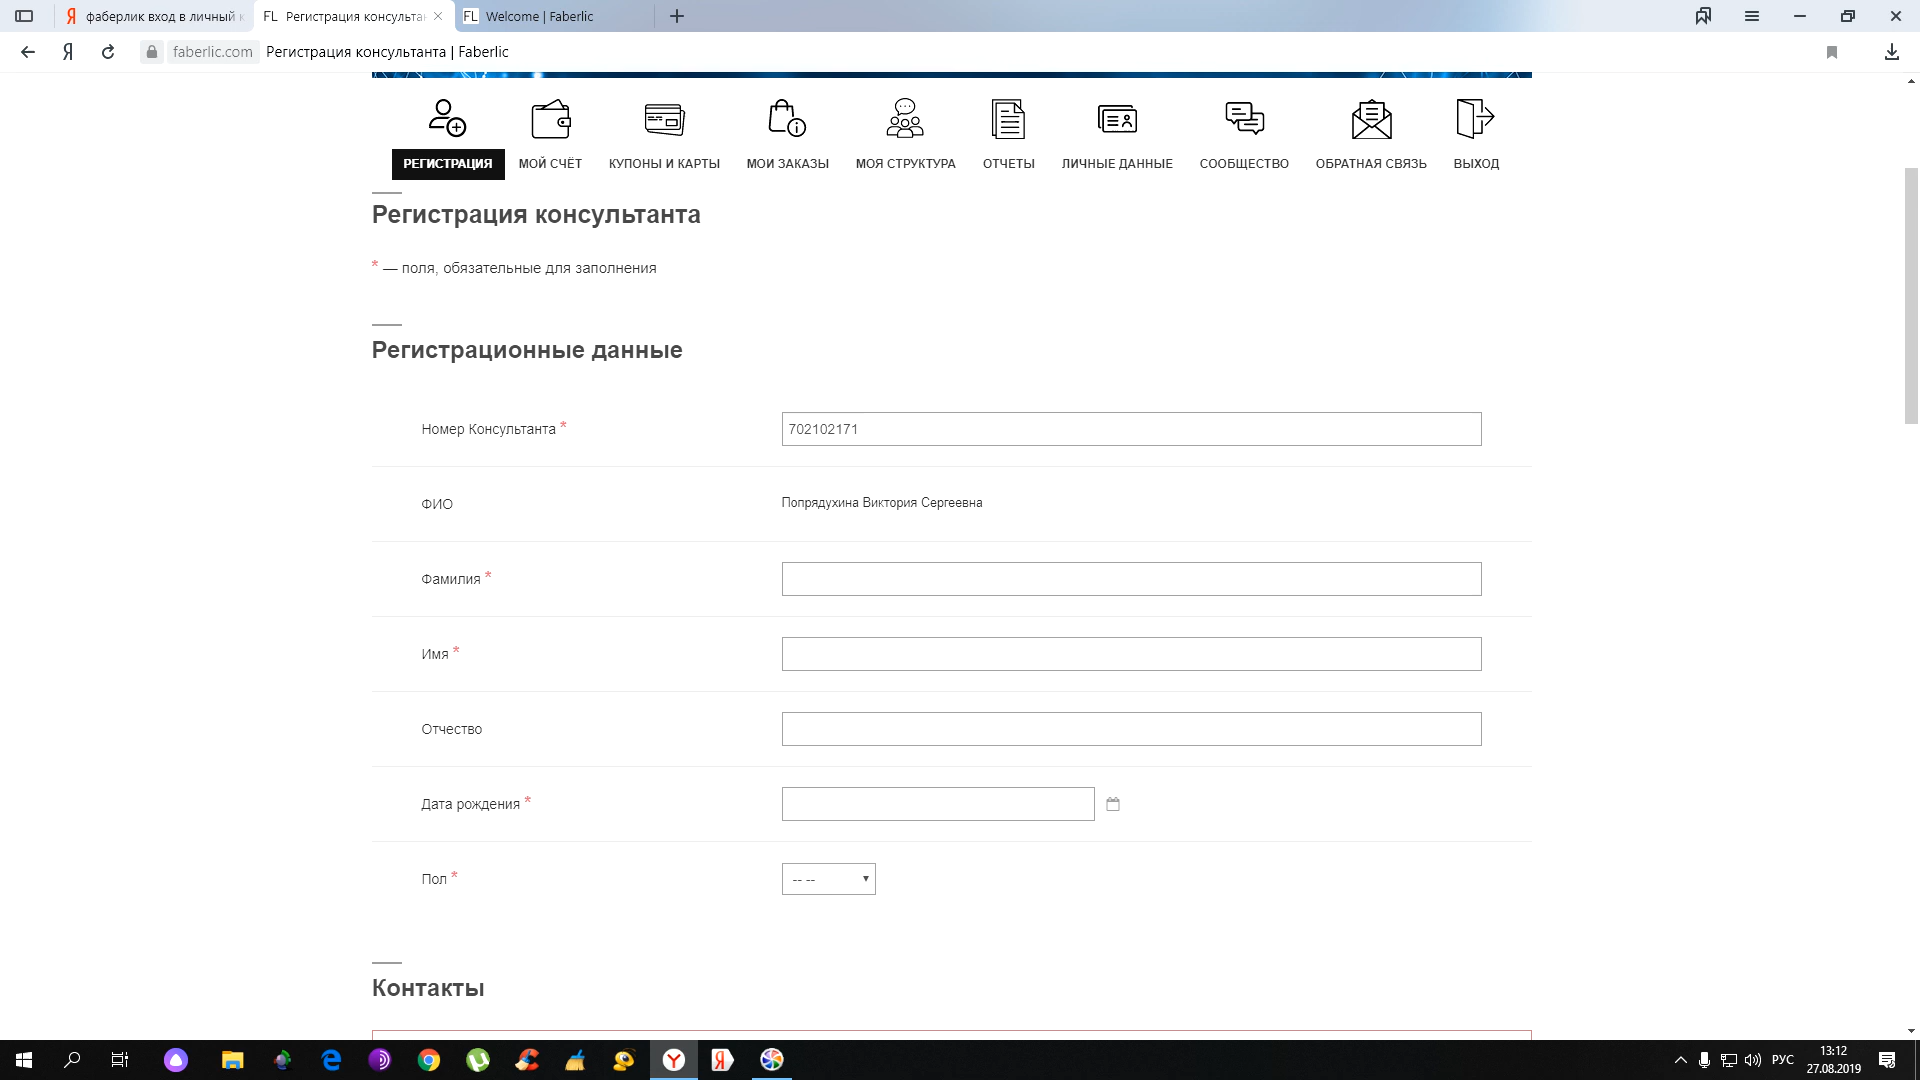 фаберлик вход в личный к
FL Регистрация консультан
FL Welcome | Faberlic
faberlic.com Регистрация консультанта | Faberlic
РЕГИСТРАЦИЯ МОЙ СЧЁТ КУПОНЫ И КАРТЫ МОИ ЗАКАЗЫ МОЯ СТРУКТУРА ОТЧЕТЫ ЛИЧНЫЕ ДАННЫЕ СООБЩЕСТВО ОБРАТНАЯ СВЯЗЬ ВЫХОД
Регистрация консультанта
* — поля, обязательные для заполнения
Регистрационные данные
Номер Консультанта * 702102171
ФИО Попрядухина Виктория Сергеевна
Фамилия *
Имя *
Отчество
Дата рождения *
Пол * -- --
Контакты
РУС 13:12
27.08.2019